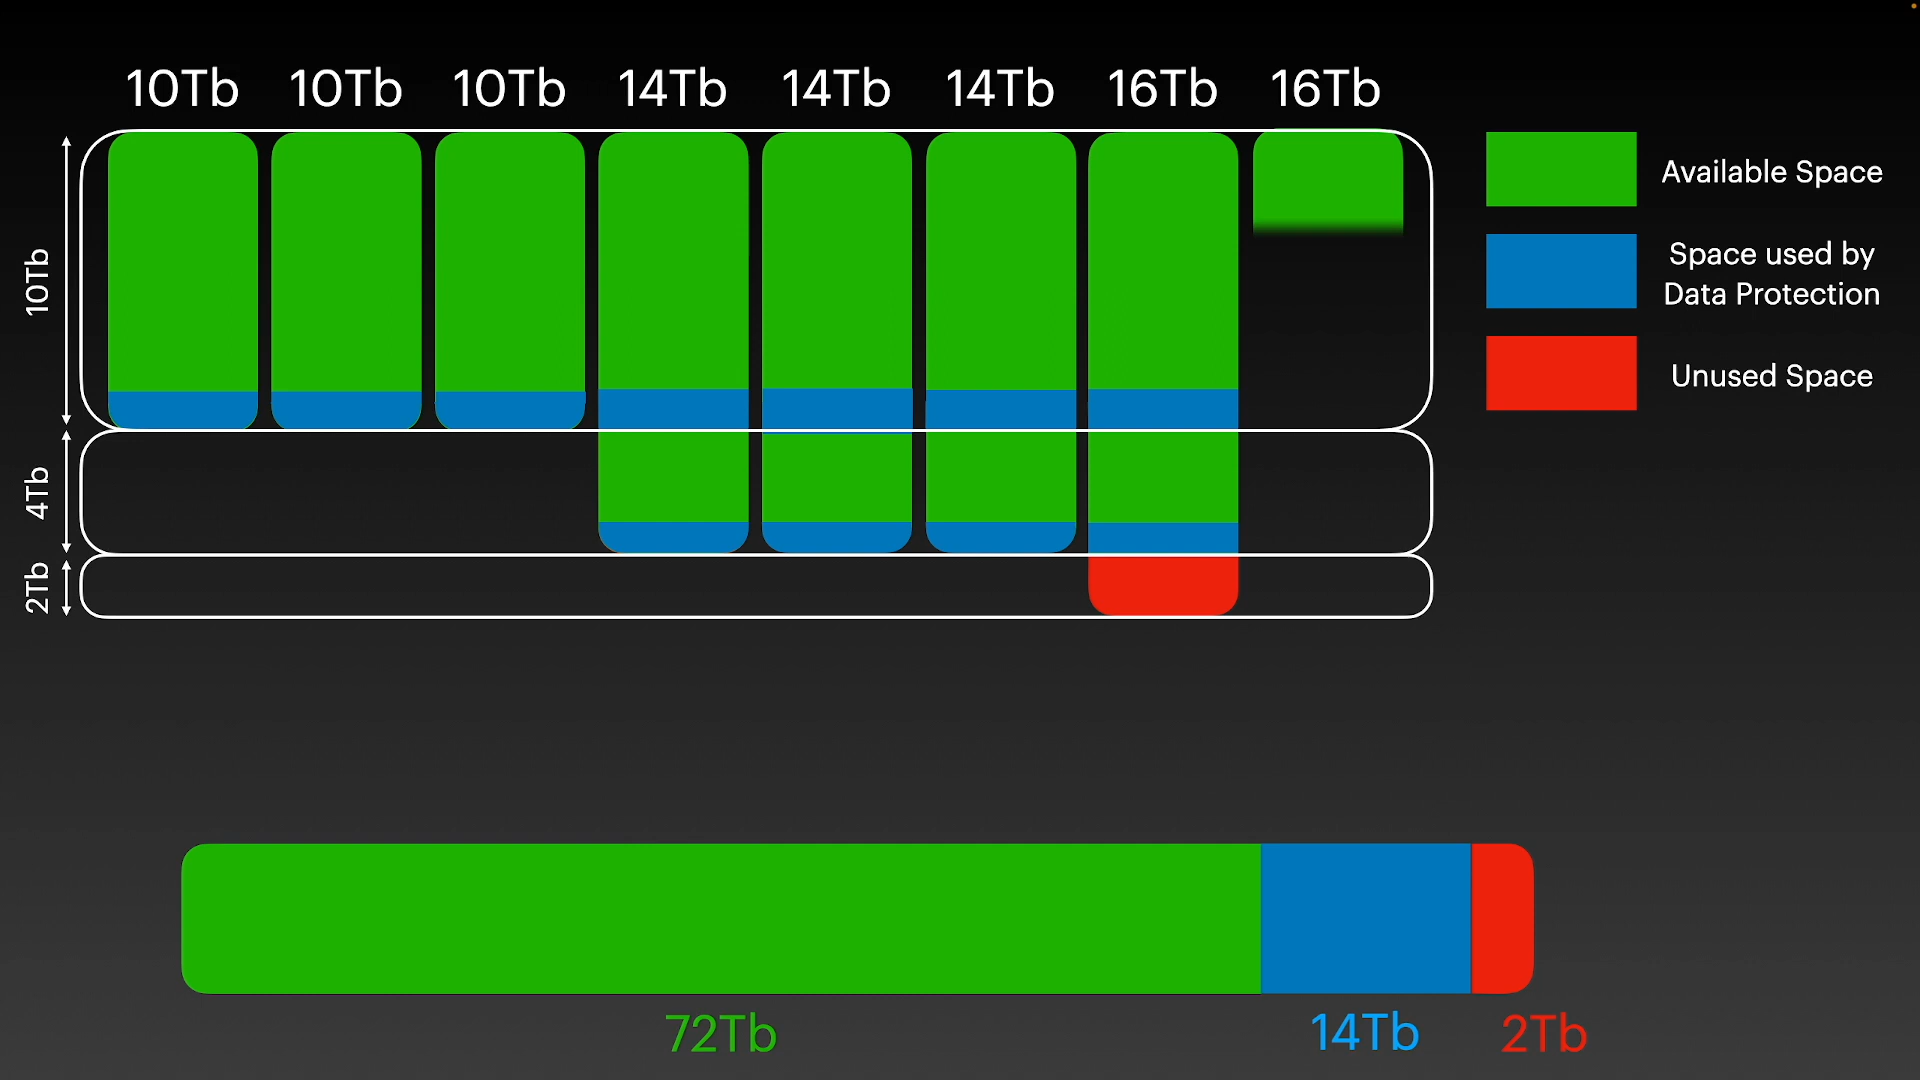 10Tb 10Tb 10Tb 14Tb 14Tb 14Tb 16Tb 16Tb
10Tb
4Tb
2Tb
Available Space
Space used by
Data Protection
Unused Space
72Tb 14Tb 2Tb